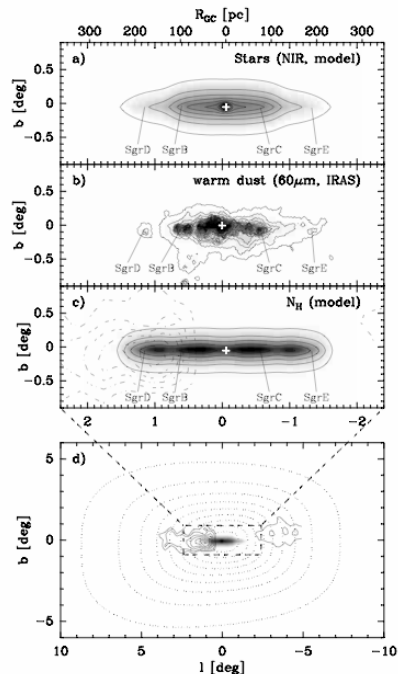 R_GC [pc]
300 200 100 0 100 200 300
a) Stars (NIR, model)
0.5
0
-0.5
b [deg]
SgrD SgrB SgrC SgrE
b) warm dust (60μm, IRAS)
0.5
0
-0.5
b [deg]
SgrD SgrB SgrC SgrE
c) N_H (model)
0.5
0
-0.5
b [deg]
SgrD SgrB SgrC SgrE
2 1 0 -1 -2
d)
5
0
-5
b [deg]
10 5 0 -5 -10
l [deg]